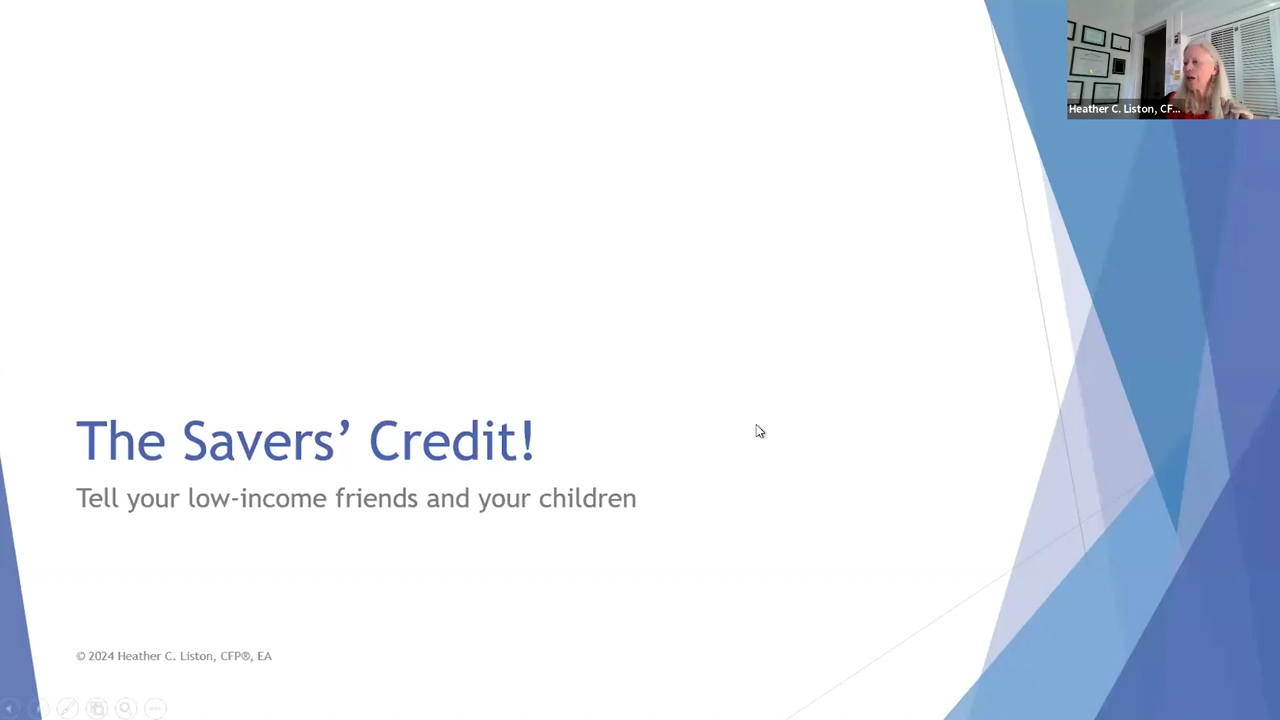 Heather C. Liston, CF...
The Savers’ Credit!
Tell your low-income friends and your children
© 2024 Heather C. Liston, CFP®, EA